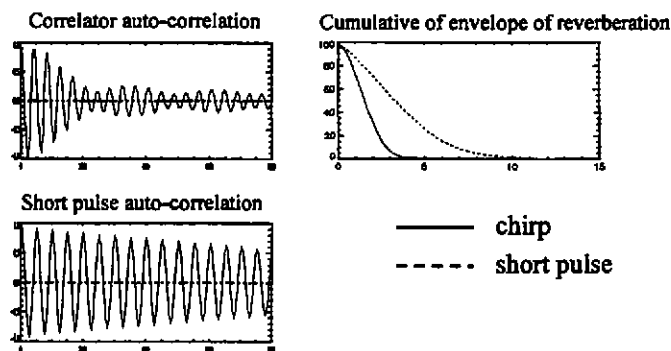 Correlator auto-correlation
Cumulative of envelope of reverberation
100
80
60
40
20
0
0
5
10
15
Short pulse auto-correlation
chirp
short pulse